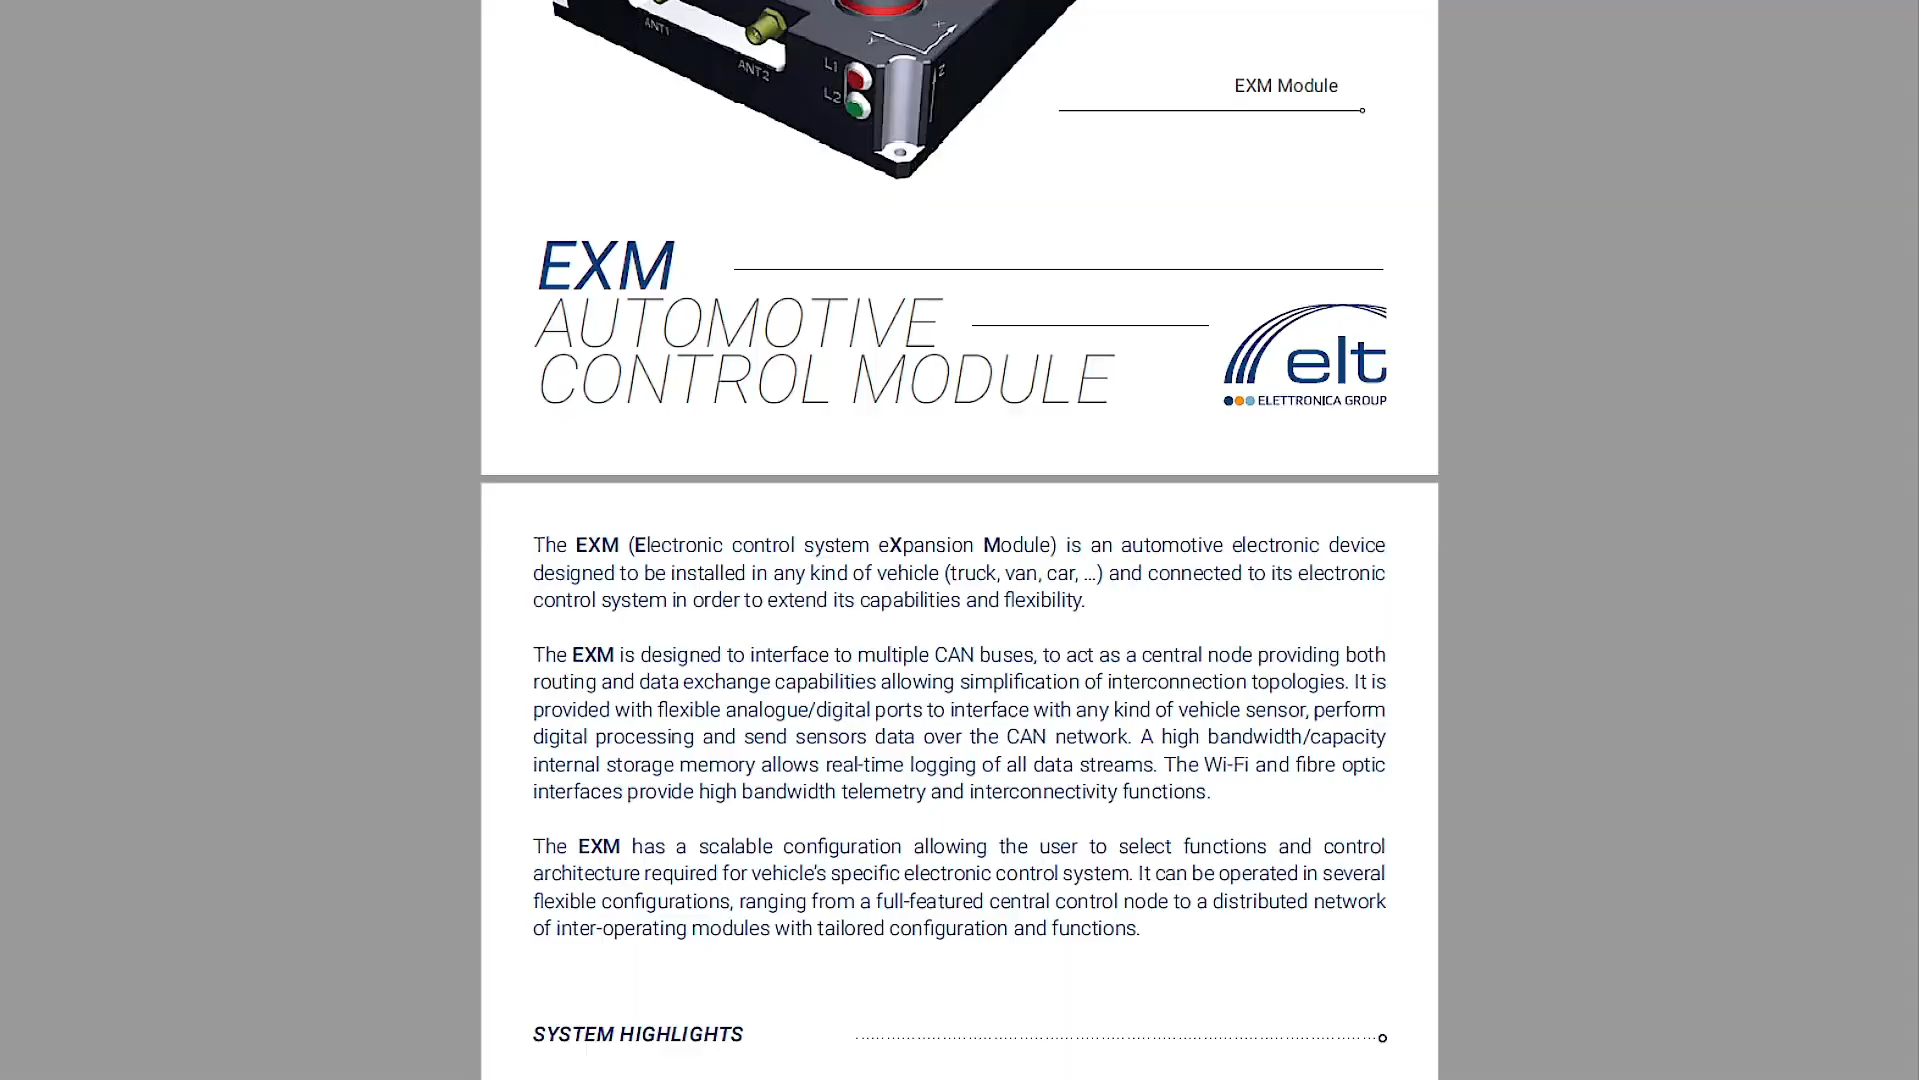 ANT1
ANT2
L1
L2
X
Y
Z
EXM Module
EXM
AUTOMOTIVE
CONTROL MODULE
elt
ELETTRONICA GROUP
The EXM (Electronic control system eXpansion Module) is an automotive electronic device
designed to be installed in any kind of vehicle (truck, van, car, ...) and connected to its electronic
control system in order to extend its capabilities and flexibility.
The EXM is designed to interface to multiple CAN buses, to act as a central node providing both
routing and data exchange capabilities allowing simplification of interconnection topologies. It is
provided with flexible analogue/digital ports to interface with any kind of vehicle sensor, perform
digital processing and send sensors data over the CAN network. A high bandwidth/capacity
internal storage memory allows real-time logging of all data streams. The Wi-Fi and fibre optic
interfaces provide high bandwidth telemetry and interconnectivity functions.
The EXM has a scalable configuration allowing the user to select functions and control
architecture required for vehicle's specific electronic control system. It can be operated in several
flexible configurations, ranging from a full-featured central control node to a distributed network
of inter-operating modules with tailored configuration and functions.
SYSTEM HIGHLIGHTS